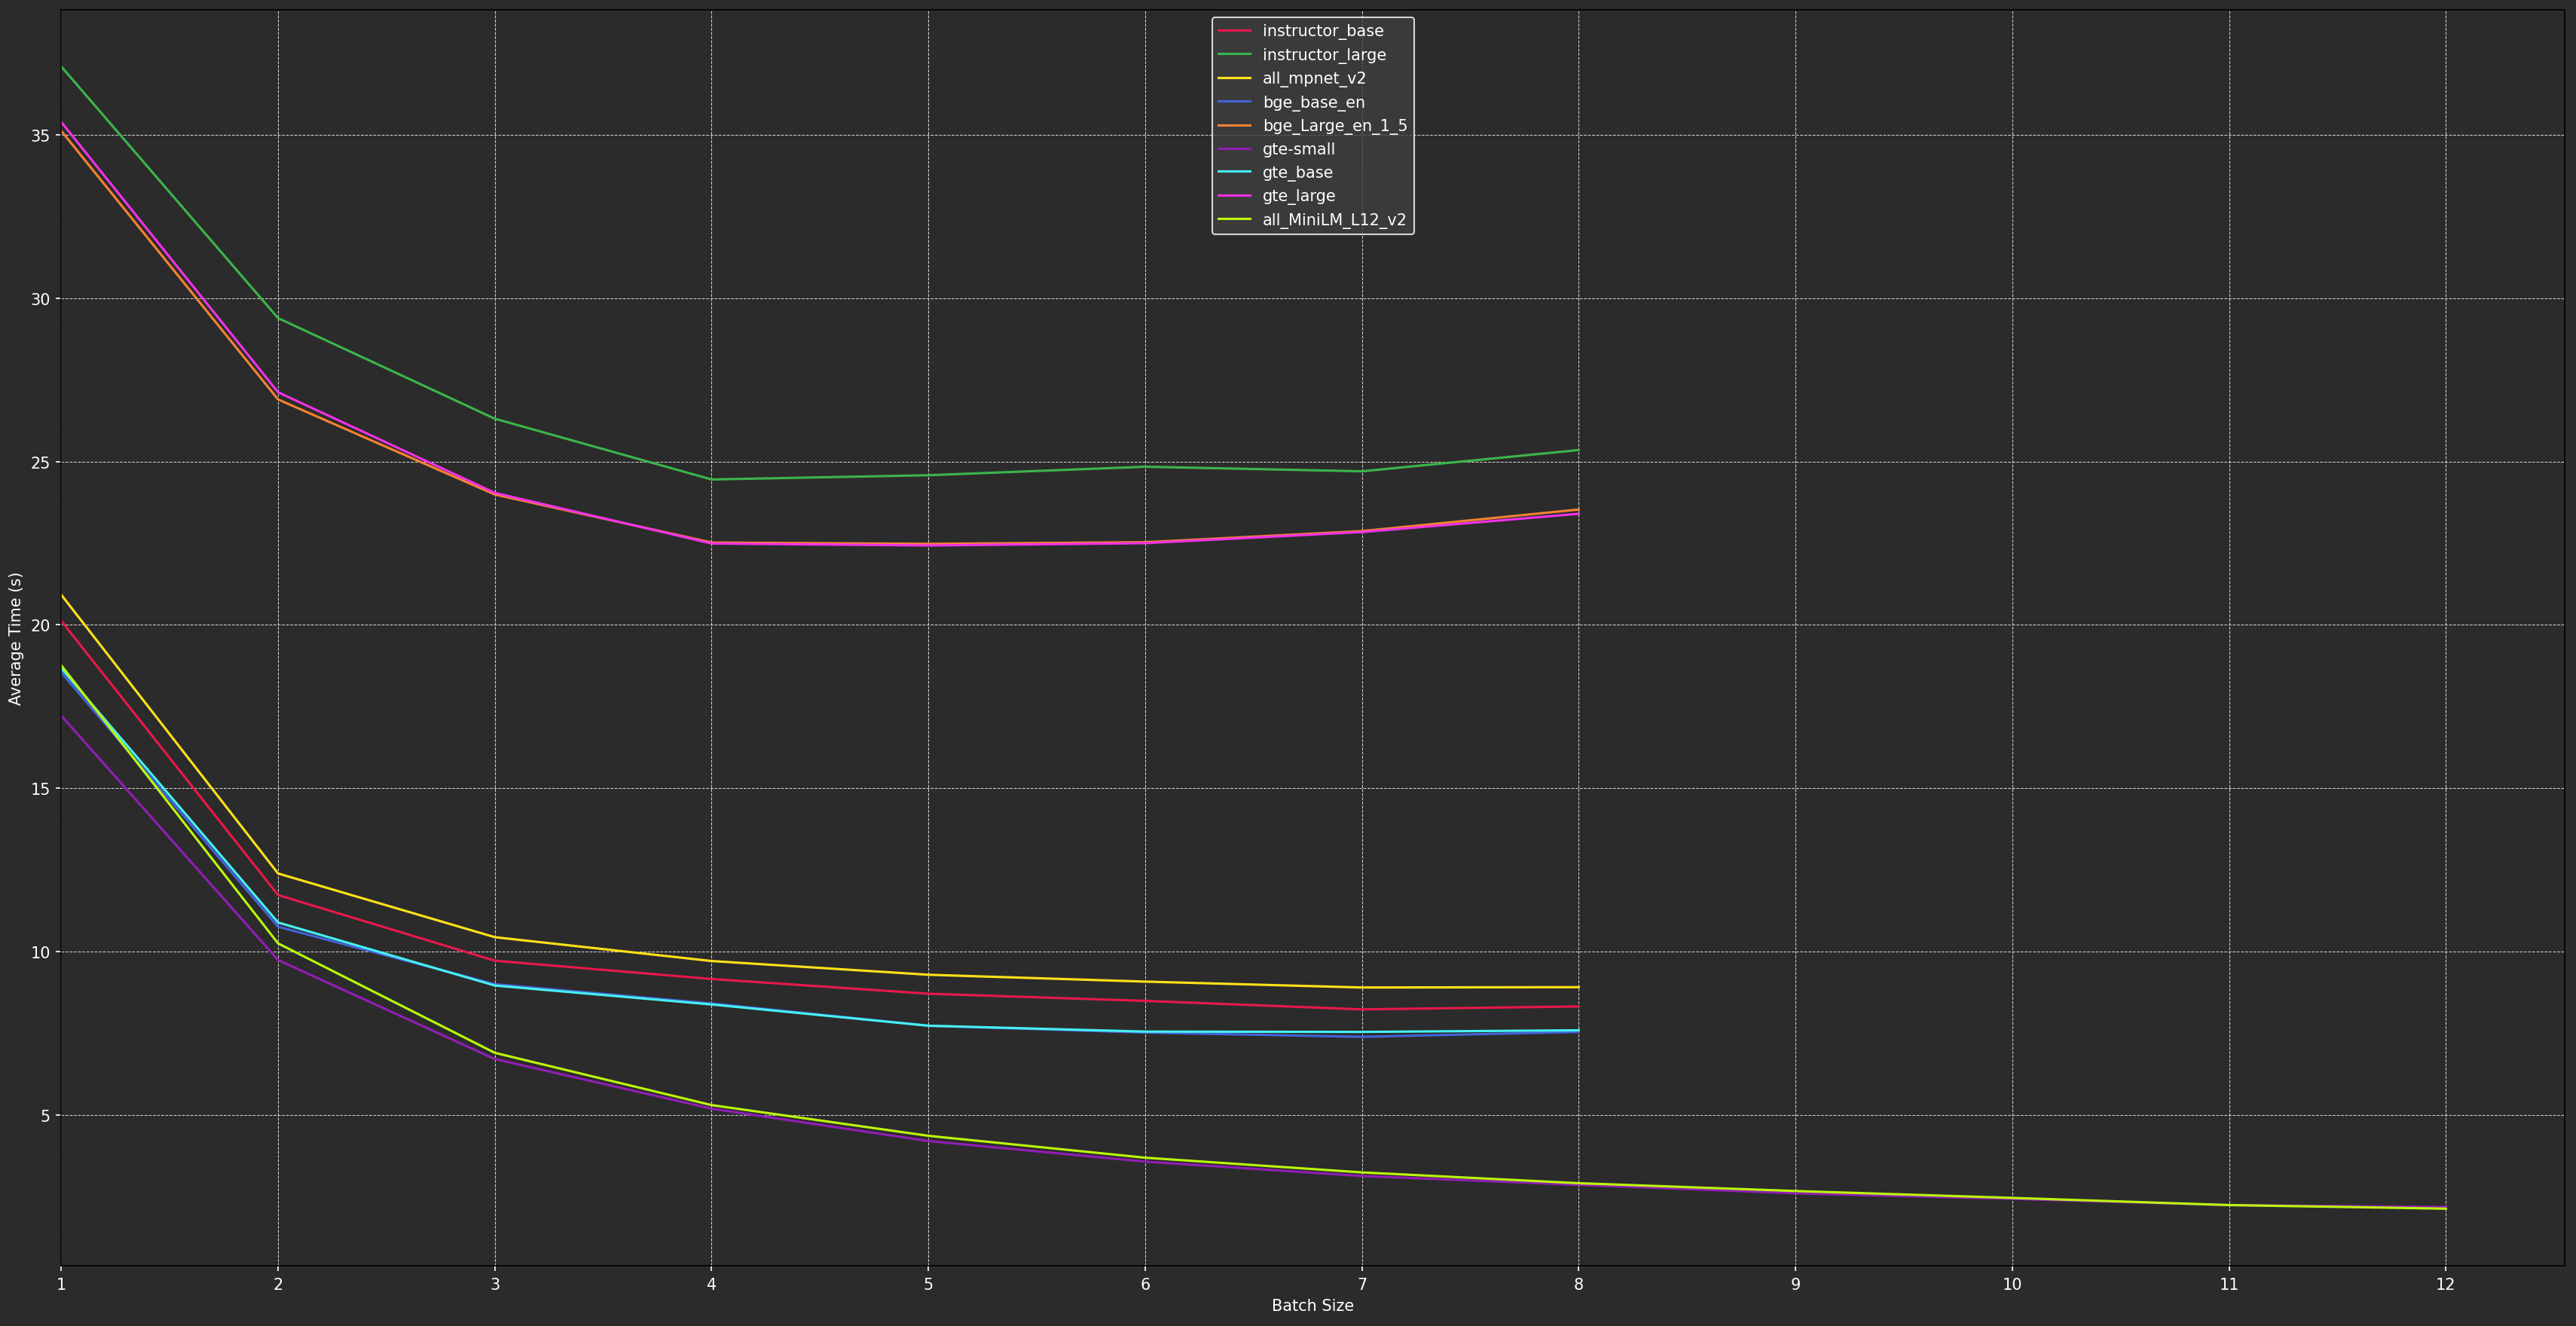 instructor_base
instructor_large
all_mpnet_v2
bge_base_en
bge_Large_en_1_5
gte-small
gte_base
gte_large
all_MiniLM_L12_v2
35
30
25
20
15
10
5
Average Time (s)
1 2 3 4 5 6 7 8 9 10 11 12
Batch Size